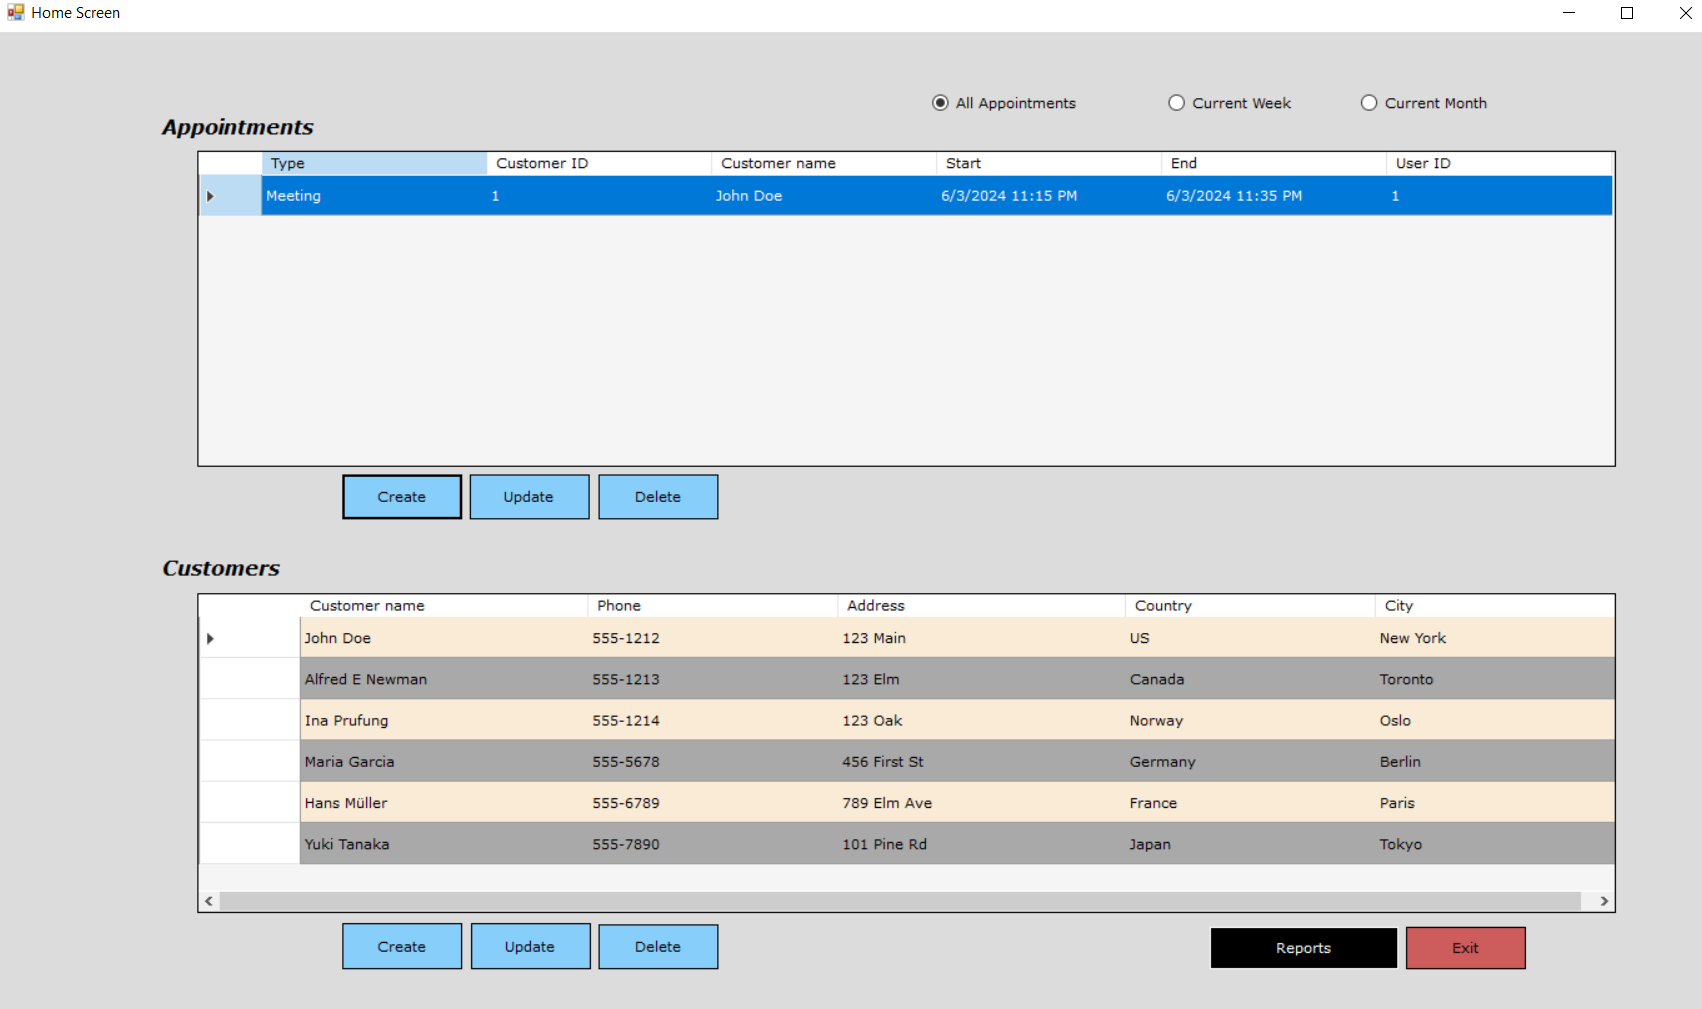 Home Screen
All Appointments Current Week Current Month
Appointments
Type Customer ID Customer name Start End User ID
Meeting 1 John Doe 6/3/2024 11:15 PM 6/3/2024 11:35 PM 1
Create Update Delete
Customers
Customer name Phone Address Country City
John Doe 555-1212 123 Main US New York
Alfred E Newman 555-1213 123 Elm Canada Toronto
Ina Prufung 555-1214 123 Oak Norway Oslo
Maria Garcia 555-5678 456 First St Germany Berlin
Hans Müller 555-6789 789 Elm Ave France Paris
Yuki Tanaka 555-7890 101 Pine Rd Japan Tokyo
Create Update Delete Reports Exit